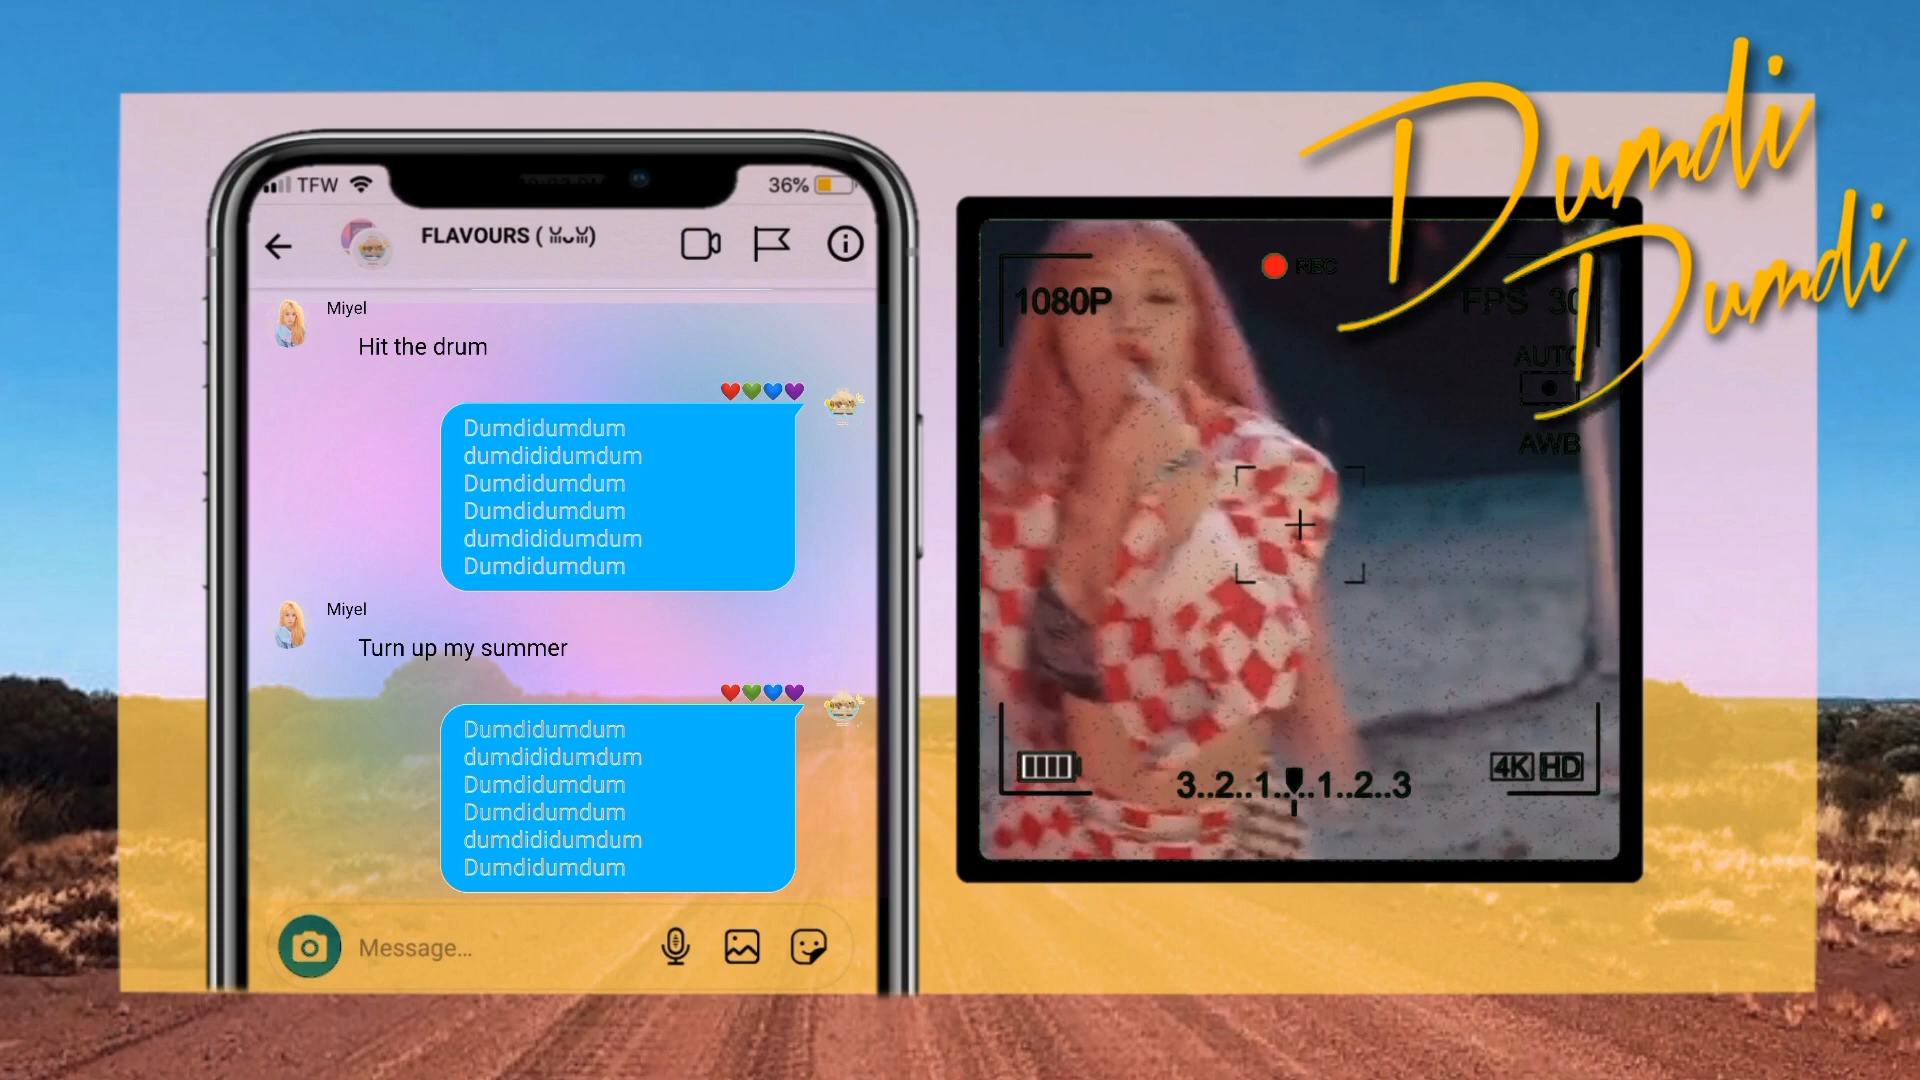 Dumdi
Dumdi
TFW
36%
FLAVOURS
Miyel
Hit the drum
Dumdidumdum
dumdididumdum
Dumdidumdum
Dumdidumdum
dumdididumdum
Dumdidumdum
Miyel
Turn up my summer
Dumdidumdum
dumdididumdum
Dumdidumdum
Dumdidumdum
dumdididumdum
Dumdidumdum
Message...
REC
1080P
FPS 30
AUTO
AWB
3..2..1....1..2..3
4K HD